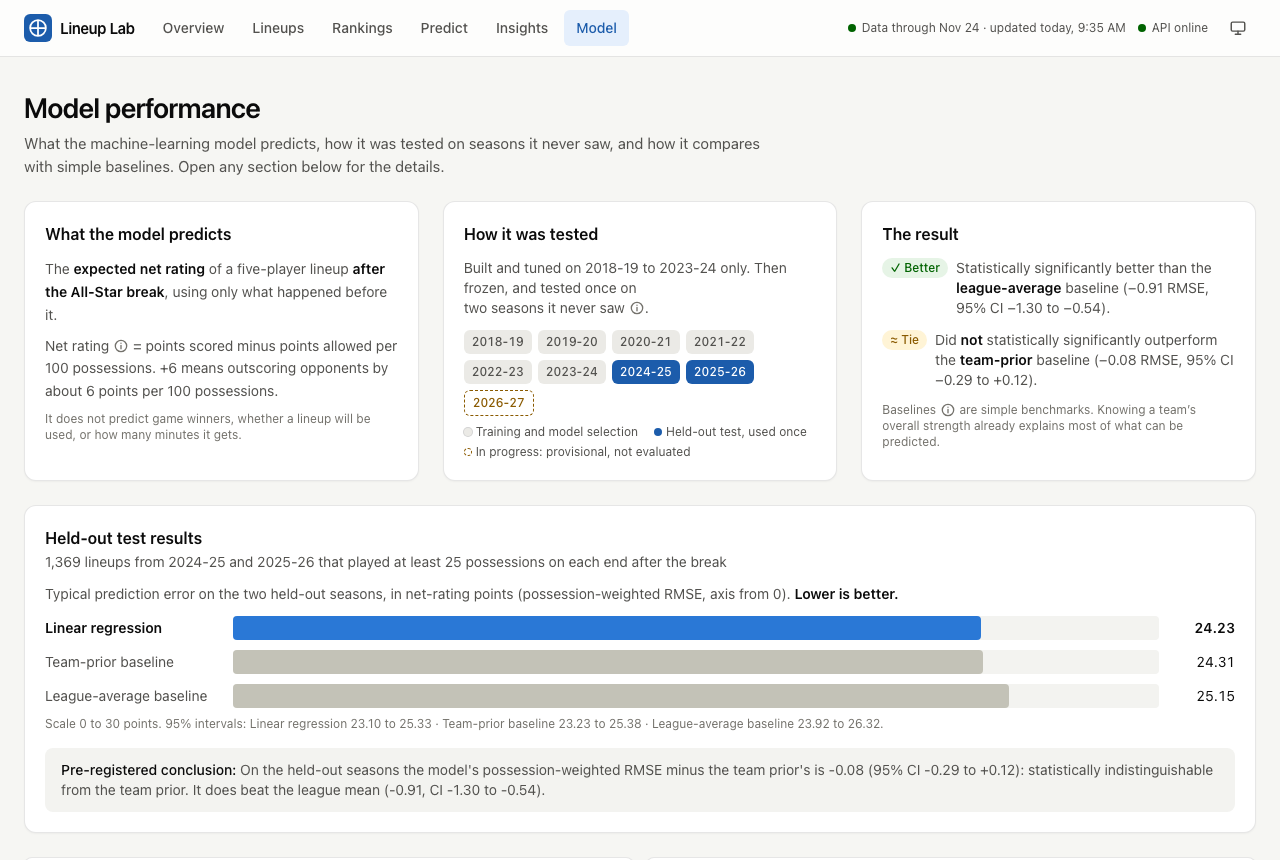 Lineup Lab
Overview
Lineups
Rankings
Predict
Insights
Model
Data through Nov 24 · updated today, 9:35 AM
API online
Model performance
What the machine-learning model predicts, how it was tested on seasons it never saw, and how it compares
with simple baselines. Open any section below for the details.
What the model predicts
The expected net rating of a five-player lineup after
the All-Star break, using only what happened before
it.
Net rating = points scored minus points allowed per
100 possessions. +6 means outscoring opponents by
about 6 points per 100 possessions.
It does not predict game winners, whether a lineup will be
used, or how many minutes it gets.
How it was tested
Built and tuned on 2018-19 to 2023-24 only. Then
frozen, and tested once on
two seasons it never saw .
2018-19 2019-20 2020-21 2021-22
2022-23 2023-24 2024-25 2025-26
2026-27
Training and model selection Held-out test, used once
In progress: provisional, not evaluated
The result
✓ Better
Statistically significantly better than the
league-average baseline (−0.91 RMSE,
95% CI −1.30 to −0.54).
≈ Tie
Did not statistically significantly outperform
the team-prior baseline (−0.08 RMSE, 95% CI
−0.29 to +0.12).
Baselines are simple benchmarks. Knowing a team's
overall strength already explains most of what can be
predicted.
Held-out test results
1,369 lineups from 2024-25 and 2025-26 that played at least 25 possessions on each end after the break
Typical prediction error on the two held-out seasons, in net-rating points (possession-weighted RMSE, axis from 0). Lower is better.
Linear regression 24.23
Team-prior baseline 24.31
League-average baseline 25.15
Scale 0 to 30 points. 95% intervals: Linear regression 23.10 to 25.33 · Team-prior baseline 23.23 to 25.38 · League-average baseline 23.92 to 26.32.
Pre-registered conclusion: On the held-out seasons the model's possession-weighted RMSE minus the team prior's is -0.08 (95% CI -0.29 to +0.12): statistically indistinguishable
from the team prior. It does beat the league mean (-0.91, CI -1.30 to -0.54).